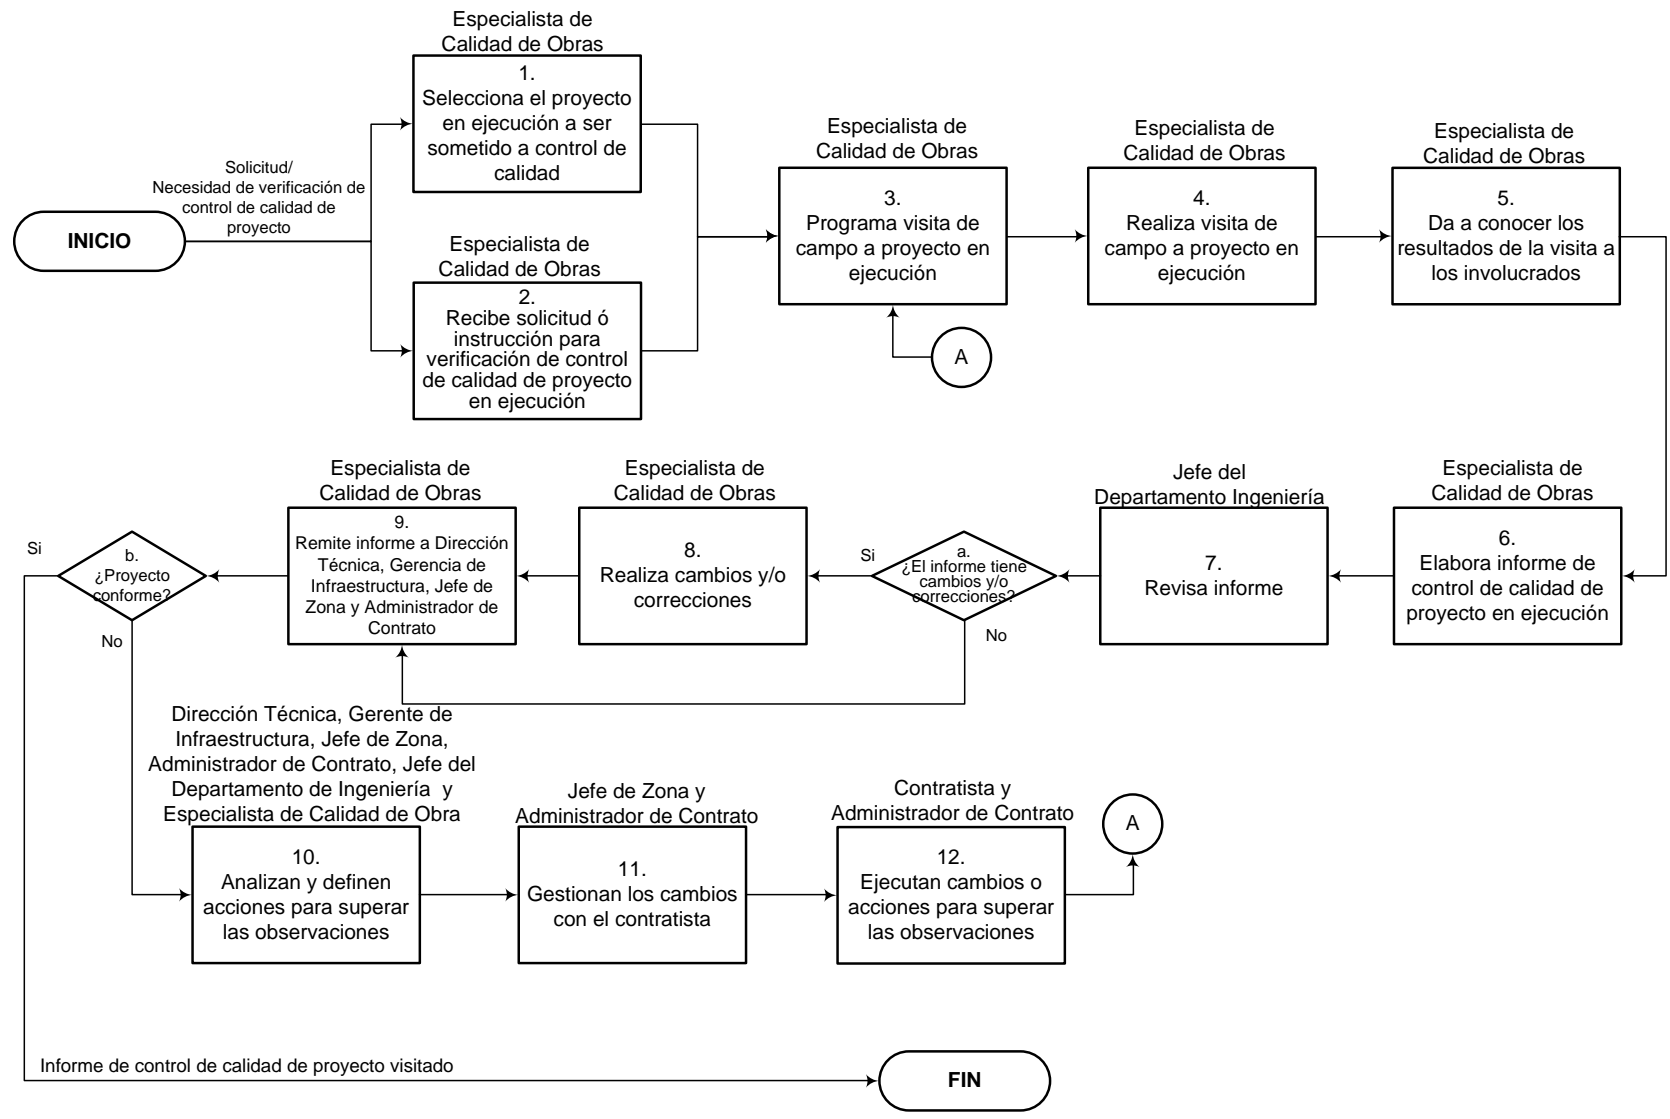 INICIO
Solicitud/
Necesidad de verificación de
control de calidad de
proyecto
Especialista de
Calidad de Obras
1.
Selecciona el proyecto
en ejecución a ser
sometido a control de
calidad
Especialista de
Calidad de Obras
2.
Recibe solicitud ó
instrucción para
verificación de control
de calidad de proyecto
en ejecución
Especialista de
Calidad de Obras
3.
Programa visita de
campo a proyecto en
ejecución
A
Especialista de
Calidad de Obras
4.
Realiza visita de
campo a proyecto en
ejecución
Especialista de
Calidad de Obras
5.
Da a conocer los
resultados de la visita a
los involucrados
Especialista de
Calidad de Obras
6.
Elabora informe de
control de calidad de
proyecto en ejecución
Jefe del
Departamento Ingeniería
7.
Revisa informe
a.
¿El informe tiene
cambios y/o
correcciones?
Si
No
Especialista de
Calidad de Obras
8.
Realiza cambios y/o
correcciones
Especialista de
Calidad de Obras
9.
Remite informe a Dirección
Técnica, Gerencia de
Infraestructura, Jefe de
Zona y Administrador de
Contrato
b.
¿Proyecto
conforme?
Si
No
Dirección Técnica, Gerente de
Infraestructura, Jefe de Zona,
Administrador de Contrato, Jefe del
Departamento de Ingeniería y
Especialista de Calidad de Obra
10.
Analizan y definen
acciones para superar
las observaciones
Jefe de Zona y
Administrador de Contrato
11.
Gestionan los cambios
con el contratista
Contratista y
Administrador de Contrato
12.
Ejecutan cambios o
acciones para superar
las observaciones
A
Informe de control de calidad de proyecto visitado
FIN